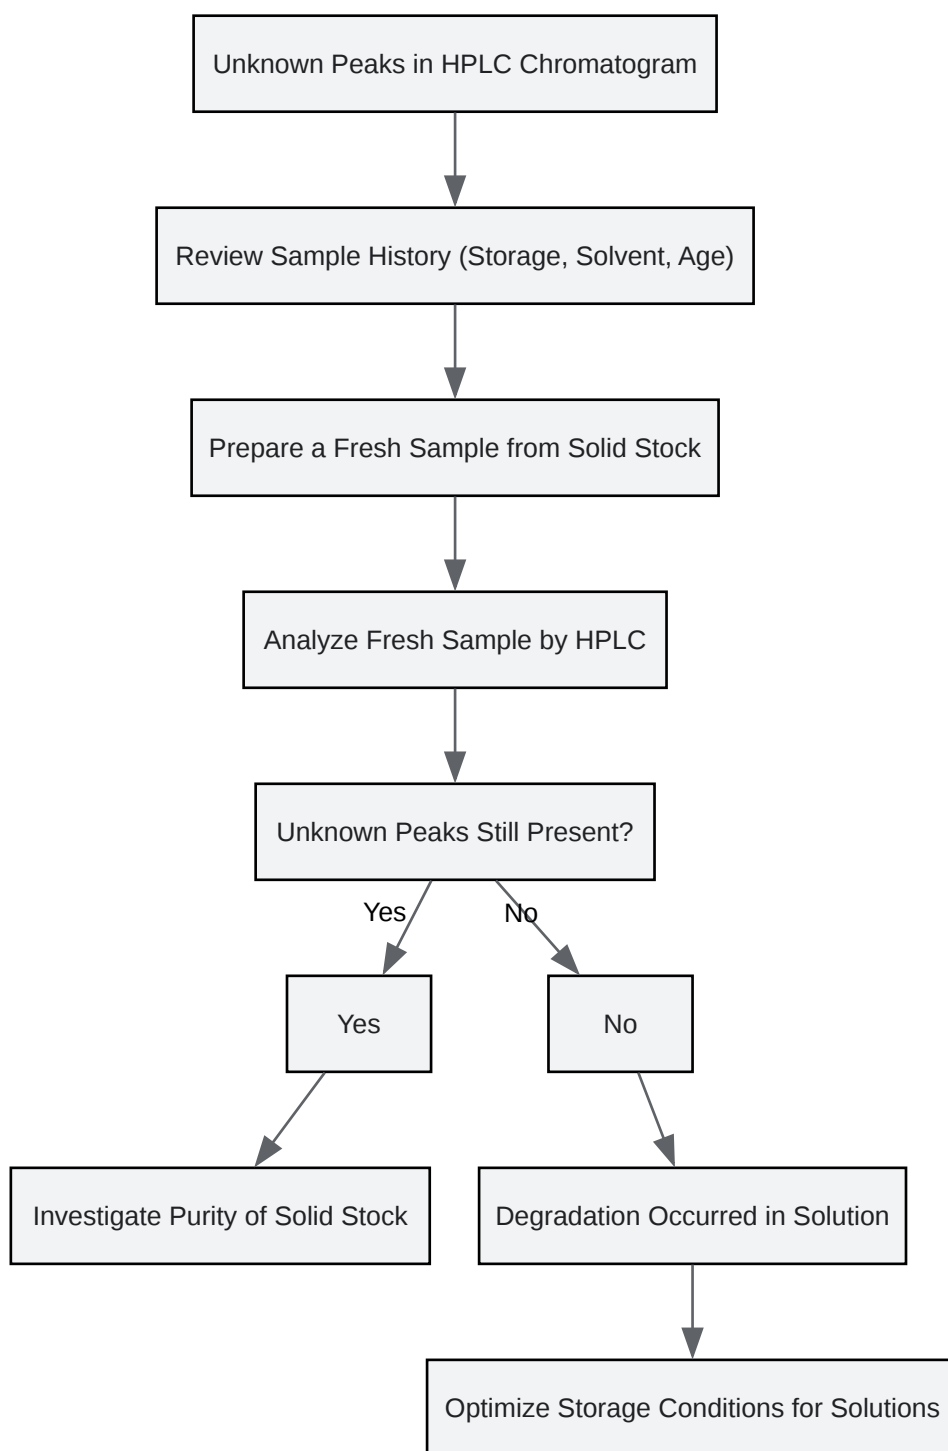 Unknown Peaks in HPLC Chromatogram
Review Sample History (Storage, Solvent, Age)
Prepare a Fresh Sample from Solid Stock
Analyze Fresh Sample by HPLC
Unknown Peaks Still Present?
Yes
No
Yes
No
Investigate Purity of Solid Stock
Degradation Occurred in Solution
Optimize Storage Conditions for Solutions